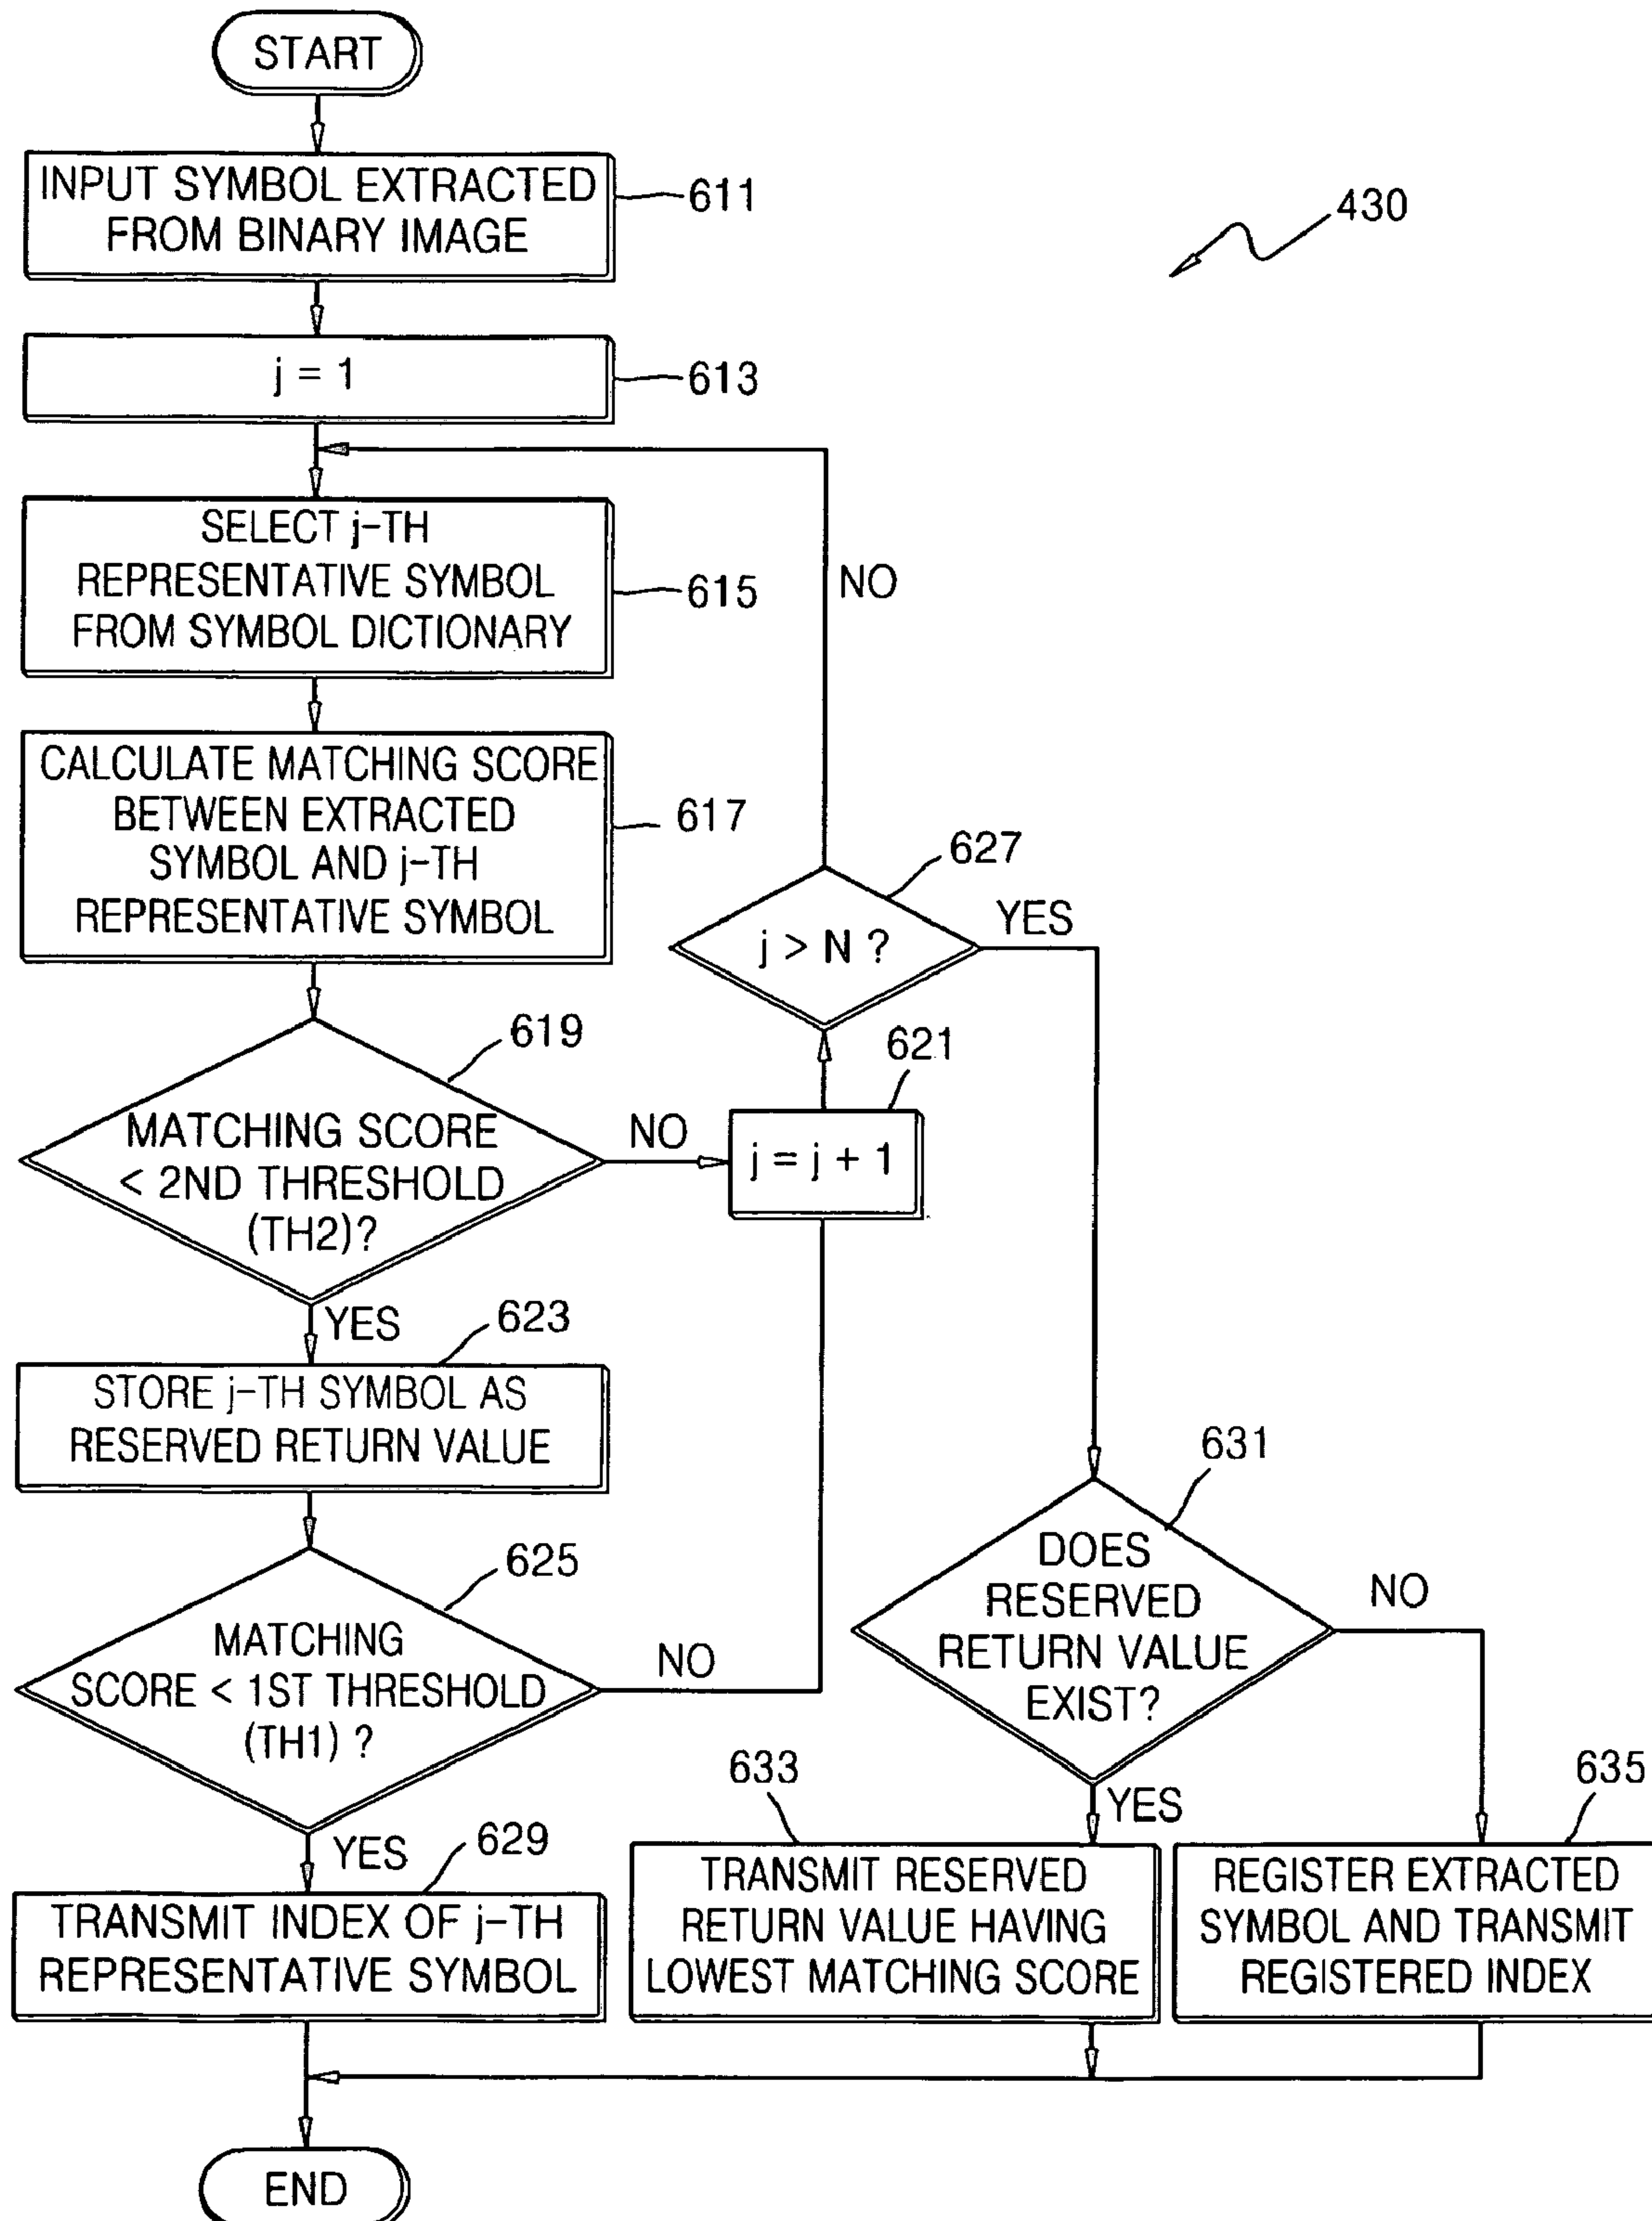 START
INPUT SYMBOL EXTRACTED
FROM BINARY IMAGE
611
430
j = 1
613
SELECT j-TH
REPRESENTATIVE SYMBOL
FROM SYMBOL DICTIONARY
615
NO
CALCULATE MATCHING SCORE
BETWEEN EXTRACTED
SYMBOL AND j-TH
REPRESENTATIVE SYMBOL
617
627
j > N ?
YES
619
MATCHING SCORE
< 2ND THRESHOLD
(TH2)?
NO
621
j = j + 1
YES
623
STORE j-TH SYMBOL AS
RESERVED RETURN VALUE
625
MATCHING
SCORE < 1ST THRESHOLD
(TH1) ?
NO
631
DOES
RESERVED
RETURN VALUE
EXIST?
NO
YES
629
TRANSMIT INDEX OF j-TH
REPRESENTATIVE SYMBOL
633
YES
TRANSMIT RESERVED
RETURN VALUE HAVING
LOWEST MATCHING SCORE
635
REGISTER EXTRACTED
SYMBOL AND TRANSMIT
REGISTERED INDEX
END